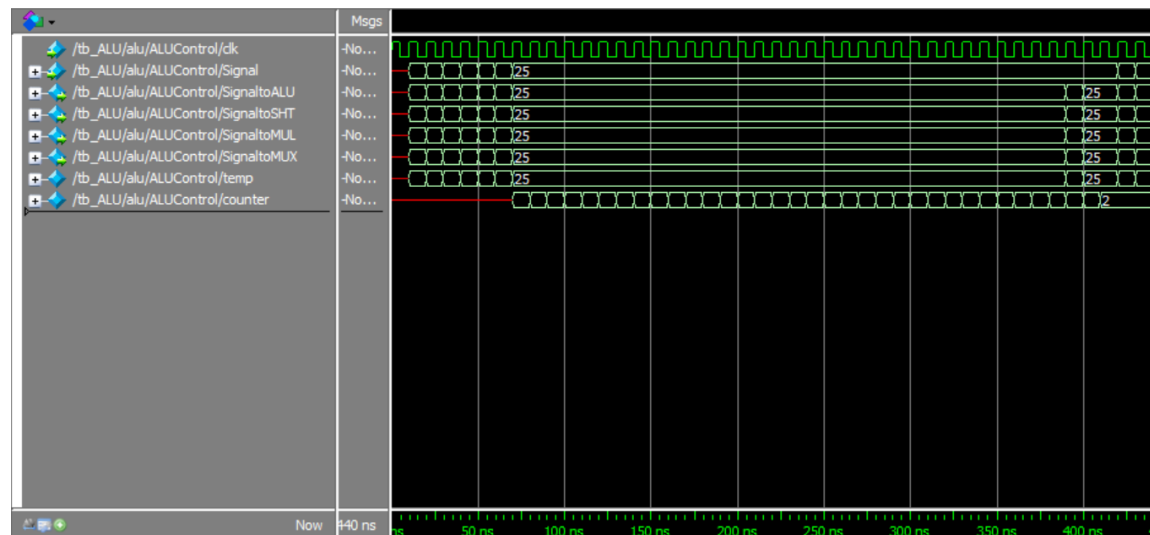 Msgs
/tb_ALU/alu/ALUControl/clk -No...
/tb_ALU/alu/ALUControl/Signal -No... 25
/tb_ALU/alu/ALUControl/SignaltoALU -No... 25 25
/tb_ALU/alu/ALUControl/SignaltoSHT -No... 25 25
/tb_ALU/alu/ALUControl/SignaltoMUL -No... 25 25
/tb_ALU/alu/ALUControl/SignaltoMUX -No... 25 25
/tb_ALU/alu/ALUControl/temp -No... 25 25
/tb_ALU/alu/ALUControl/counter -No... 2
Now 440 ns ns 50 ns 100 ns 150 ns 200 ns 250 ns 300 ns 350 ns 400 ns